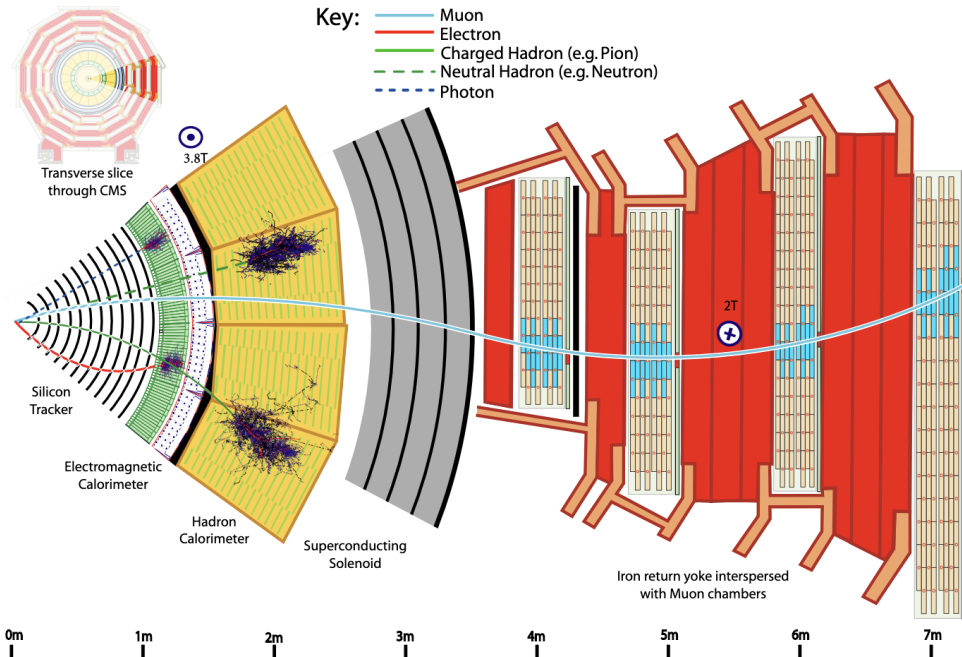 Key:
Muon
Electron
Charged Hadron (e.g. Pion)
Neutral Hadron (e.g. Neutron)
Photon
Transverse slice
through CMS
3.8T
2T
Silicon
Tracker
Electromagnetic
Calorimeter
Hadron
Calorimeter
Superconducting
Solenoid
Iron return yoke interspersed
with Muon chambers
0m 1m 2m 3m 4m 5m 6m 7m